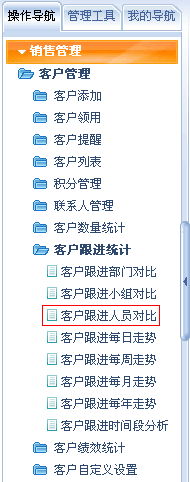 操作导航 管理工具 我的导航
销售管理
客户管理
客户添加
客户领用
客户提醒
客户列表
积分管理
联系人管理
客户数量统计
客户跟进统计
客户跟进部门对比
客户跟进小组对比
客户跟进人员对比
客户跟进每日走势
客户跟进每周走势
客户跟进每月走势
客户跟进每年走势
客户跟进时间段分析
客户绩效统计
客户自定义设置